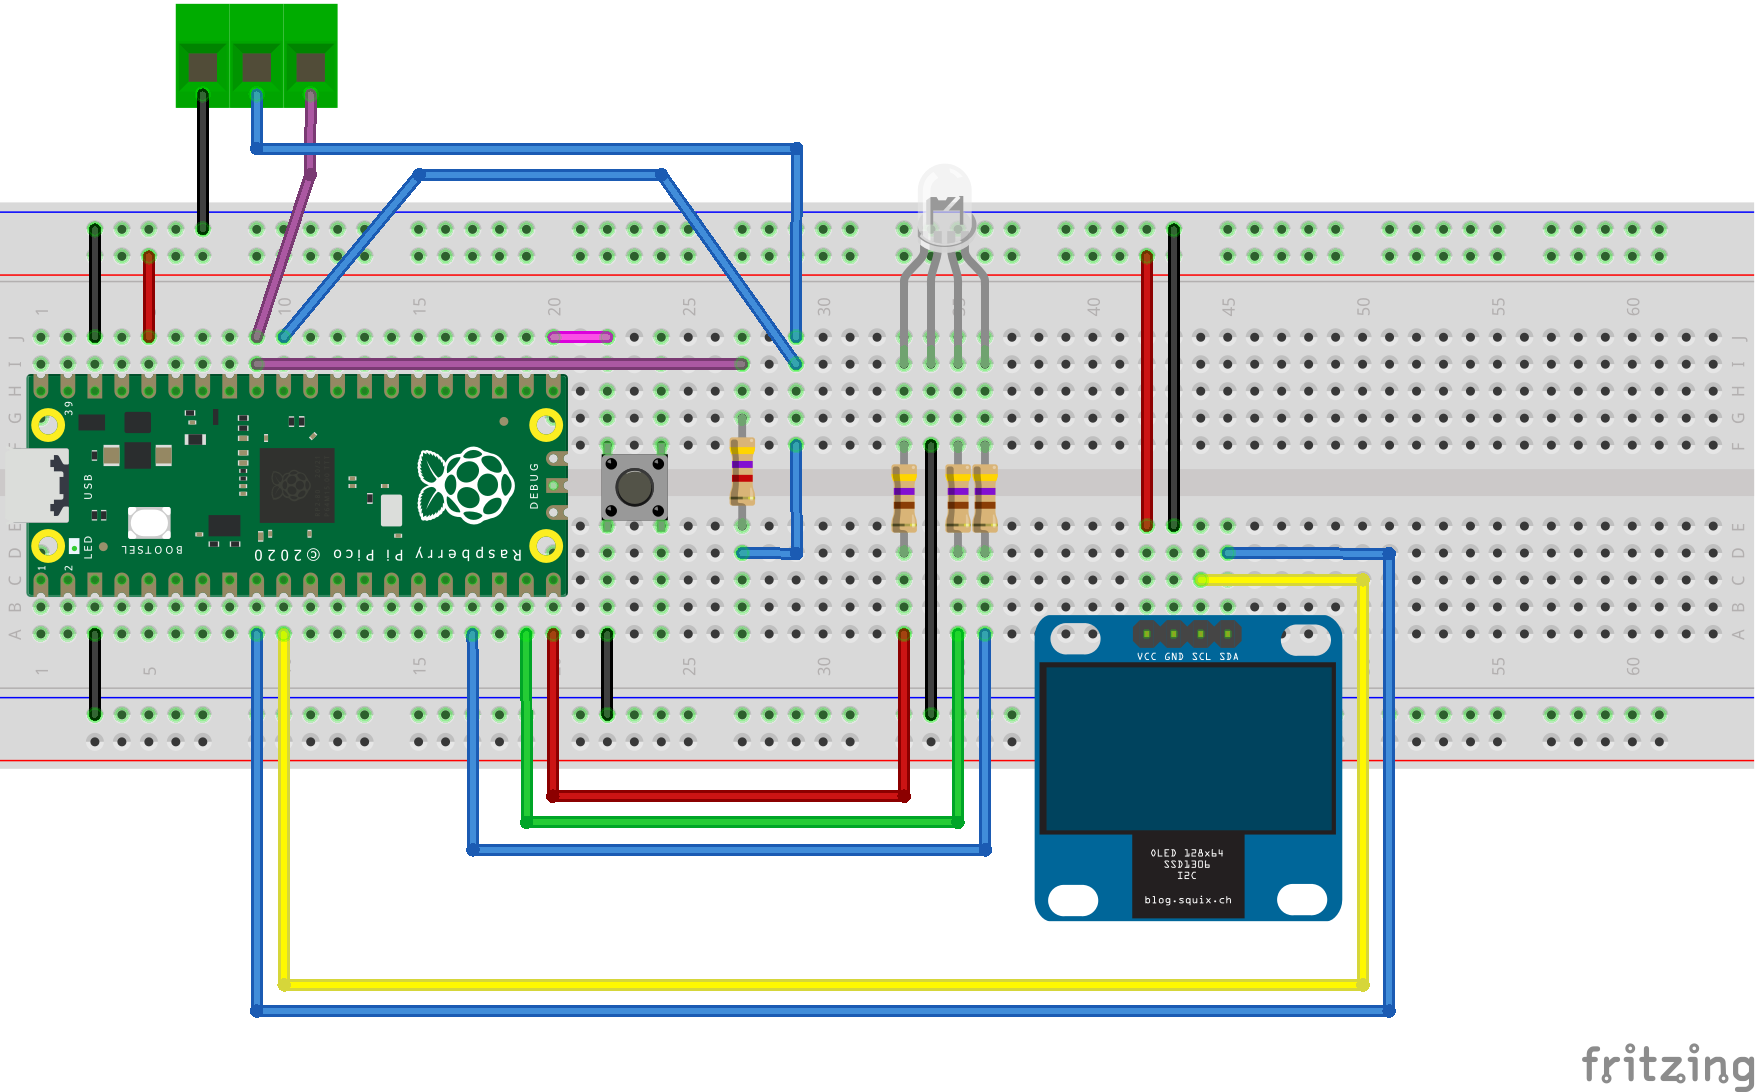 1 10 15 20 25 30 35 40 45 50 55 60
J J
I I
H H
G G
F F
39
USB
DEBUG
LED
BOOTSEL
Raspberry Pi Pico ©2020
1 2
E E
D D
C C
B B
A A
1 5 15 25 30 55 60
VCC GND SCL SDA
OLED 128x64
SSD1306
I2C
blog.squix.ch
fritzing